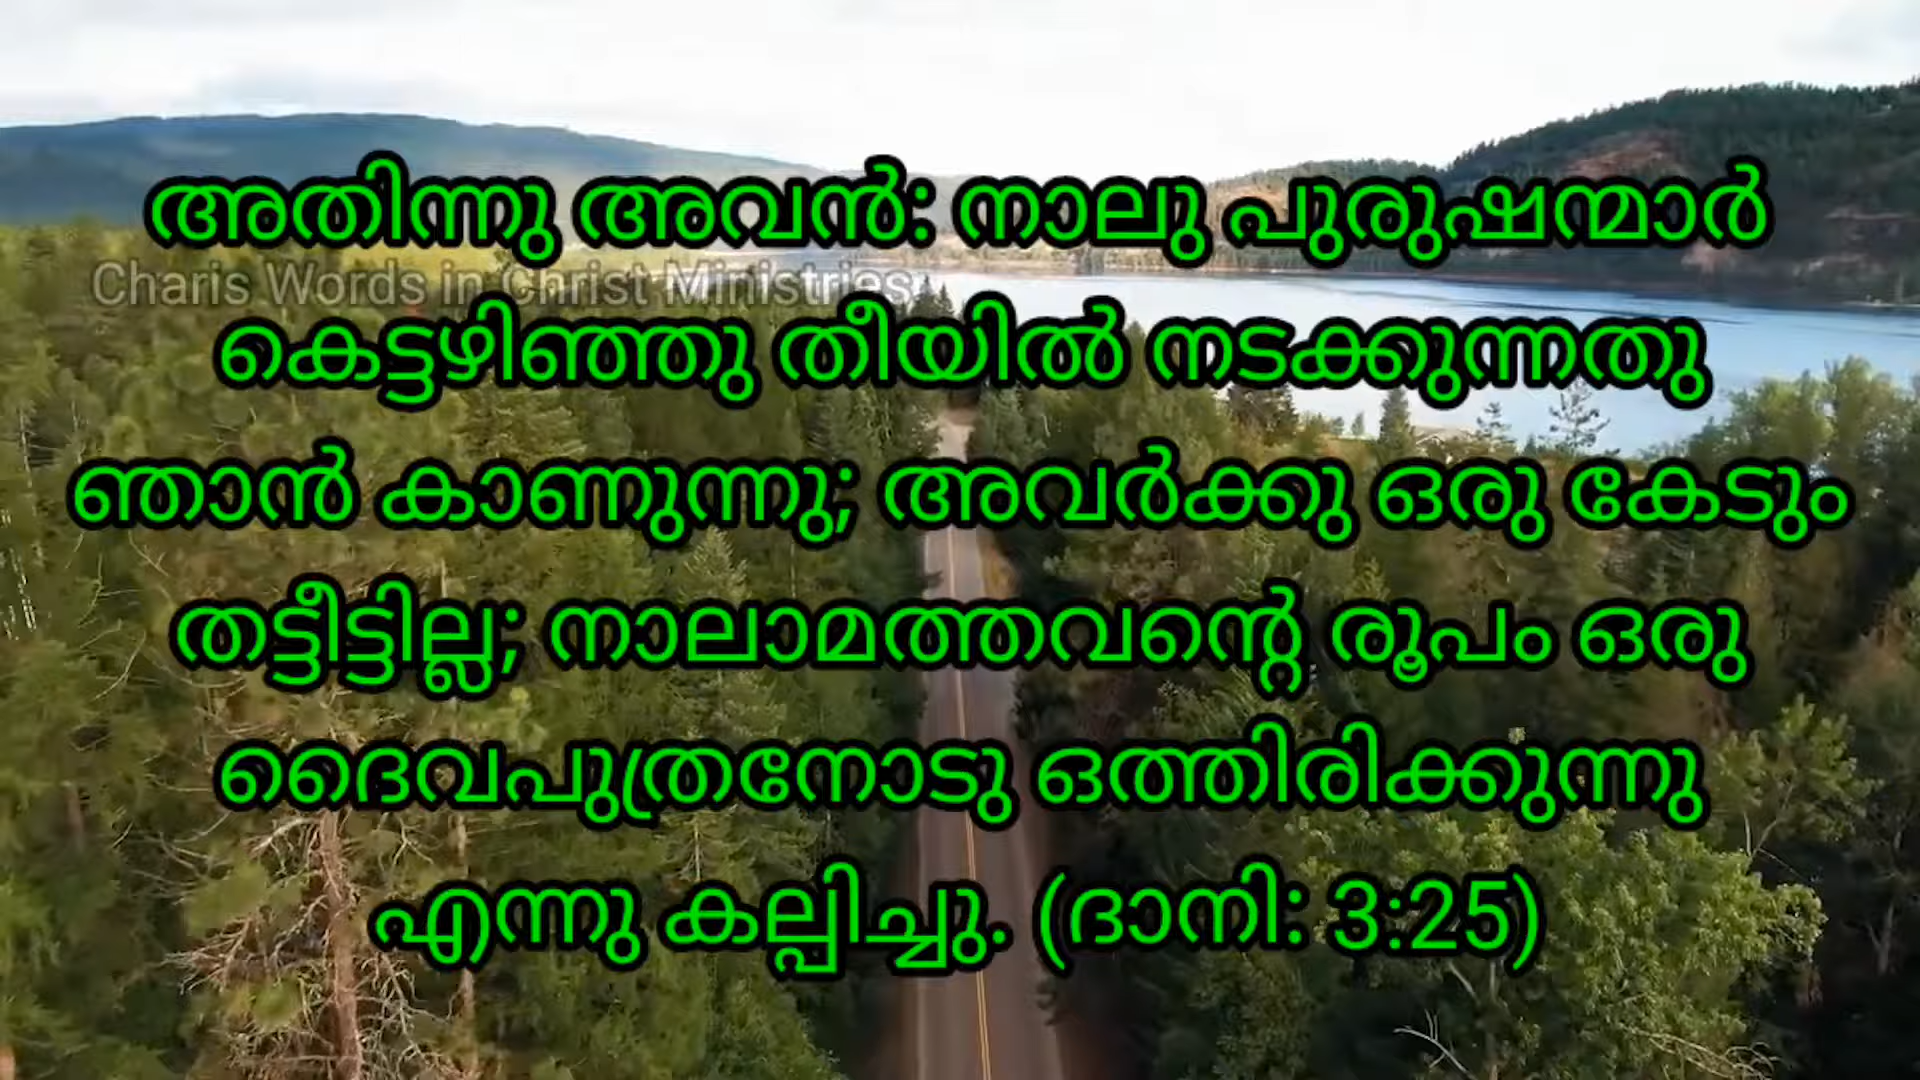 അതിന്നു അവൻ: നാലു പുരുഷന്മാർ
Charis Words in Christ Ministries
കെട്ടഴിഞ്ഞു തീയിൽ നടക്കുന്നതു
ഞാൻ കാണുന്നു; അവർക്കു ഒരു കേടും
തട്ടീട്ടില്ല; നാലാമത്തവന്റെ രൂപം ഒരു
ദൈവപുത്രനോടു ഒത്തിരിക്കുന്നു
എന്നു കല്പിച്ചു. (ദാനി: 3:25)